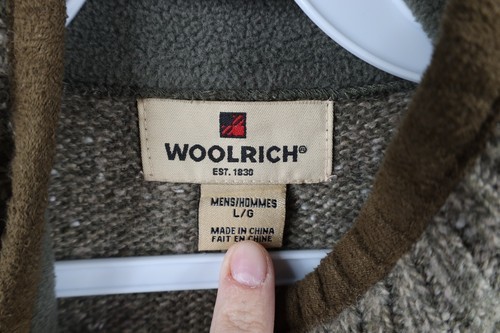 WOOLRICH®
EST. 1830
MENS/HOMMES
L/G
MADE IN CHINA
FAIT EN CHINE